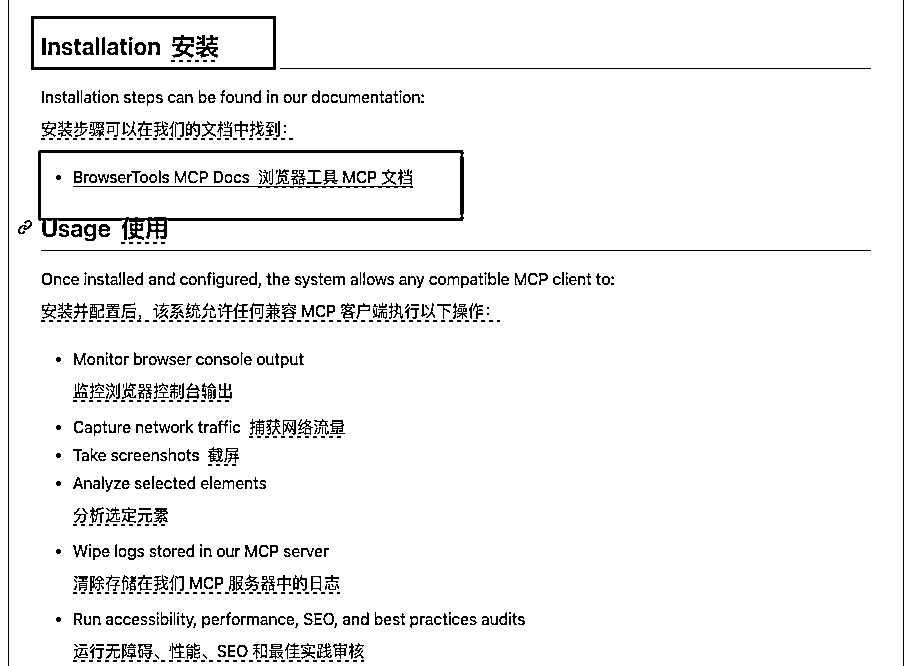 Installation 安装
Installation steps can be found in our documentation:
安装步骤可以在我们的文档中找到：
• BrowserTools MCP Docs 浏览器工具 MCP 文档
Usage 使用
Once installed and configured, the system allows any compatible MCP client to:
安装并配置后，该系统允许任何兼容 MCP 客户端执行以下操作：
• Monitor browser console output
监控浏览器控制台输出
• Capture network traffic 捕获网络流量
• Take screenshots 截屏
• Analyze selected elements
分析选定元素
• Wipe logs stored in our MCP server
清除存储在我们 MCP 服务器中的日志
• Run accessibility, performance, SEO, and best practices audits
运行无障碍、性能、SEO 和最佳实践审核